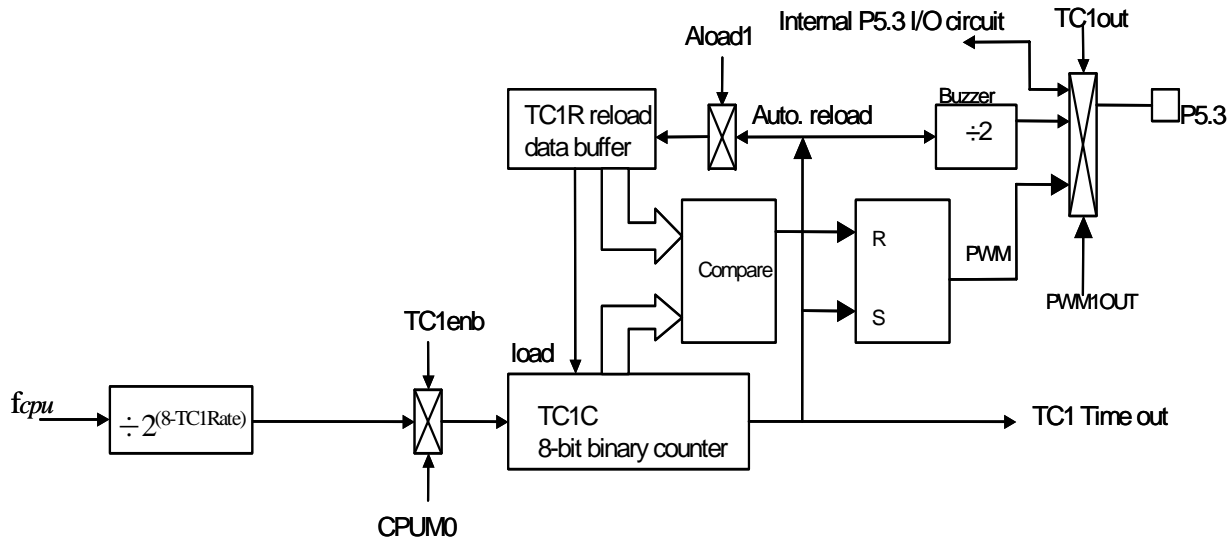 Internal P5.3 I/O circuit
TC1out
Aload1
TC1R reload
data buffer
Auto. reload
Buzzer
÷2
P5.3
Compare
R
S
PWM
PWM1OUT
TC1enb
load
fcpu
÷2(8-TC1Rate)
TC1C
8-bit binary counter
TC1 Time out
CPUM0